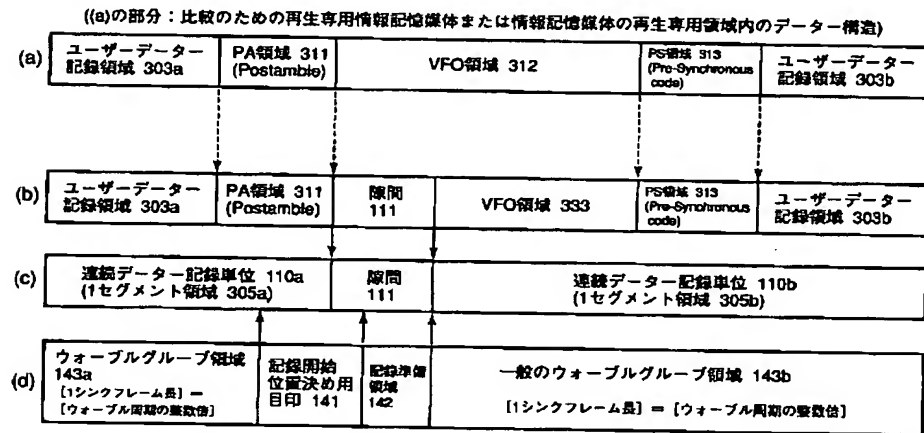 ((a)の部分：比較のための再生専用情報記憶媒体または情報記憶媒体の再生専用領域内のデーター構造)
(a)
ユーザーデーター
記録領域 303a
PA領域 311
(Postamble)
VFO領域 312
PS領域 313
(Pre-Synchronous
code)
ユーザーデーター
記録領域 303b
(b)
ユーザーデーター
記録領域 303a
PA領域 311
(Postamble)
隙間
111
VFO領域 333
PS領域 313
(Pre-Synchronous
code)
ユーザーデーター
記録領域 303b
(c)
連続データー記録単位 110a
(1セグメント領域 305a)
隙間
111
連続データー記録単位 110b
(1セグメント領域 305b)
(d)
ウォーブルグルーブ領域
143a
[1シンクフレーム長] =
[ウォーブル周期の整数倍]
記録開始
位置決め用
目印 141
記録準備
領域
142
一般のウォーブルグルーブ領域 143b
[1シンクフレーム長] = [ウォーブル周期の整数倍]